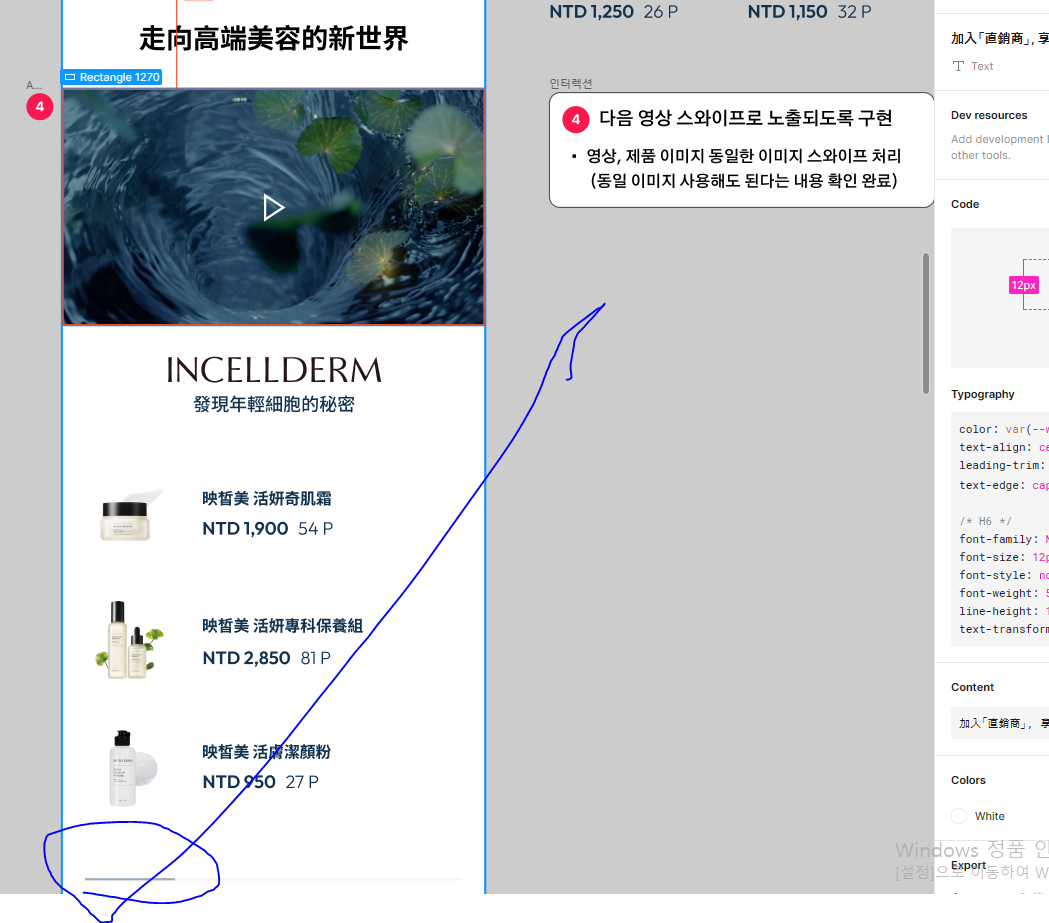 NTD 1,250 26 P NTD 1,150 32 P
走向高端美容的新世界
Rectangle 1270
A...
4
INCELLDERM
發現年輕細胞的秘密
映皙美 活妍奇肌霜
NTD 1,900 54 P
映皙美 活妍專科保養組
NTD 2,850 81 P
映皙美 活膚潔顏粉
NTD 950 27 P
인터렉션
4 다음 영상 스와이프로 노출되도록 구현
· 영상, 제품 이미지 동일한 이미지 스와이프 처리
(동일 이미지 사용해도 된다는 내용 확인 완료)
加入「直銷商」, 享
Text
Dev resources
Add development
other tools.
Code
12px
Typography
color: var(--
text-align: ce
leading-trim:
text-edge: cap
/* H6 */
font-family:
font-size: 12p
font-style: no
font-weight: 5
line-height: 1
text-transform
Content
加入「直銷商」, 享
Colors
White
Windows 정품 인
Export
[설정]으로 이동하여 W